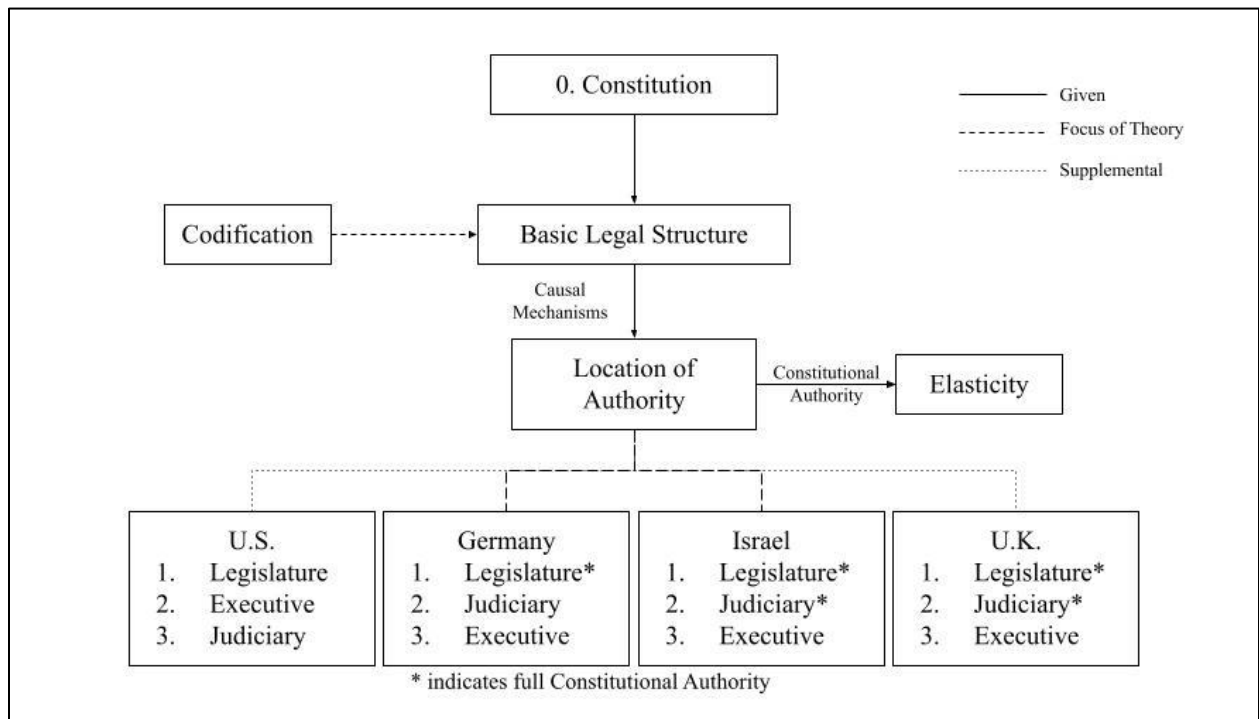 0. Constitution
Given
Focus of Theory
Supplemental
Codification
Basic Legal Structure
Causal
Mechanisms
Location of
Authority
Constitutional
Authority
Elasticity
U.S.
1. Legislature
2. Executive
3. Judiciary
Germany
1. Legislature*
2. Judiciary
3. Executive
Israel
1. Legislature*
2. Judiciary*
3. Executive
U.K.
1. Legislature*
2. Judiciary*
3. Executive
* indicates full Constitutional Authority